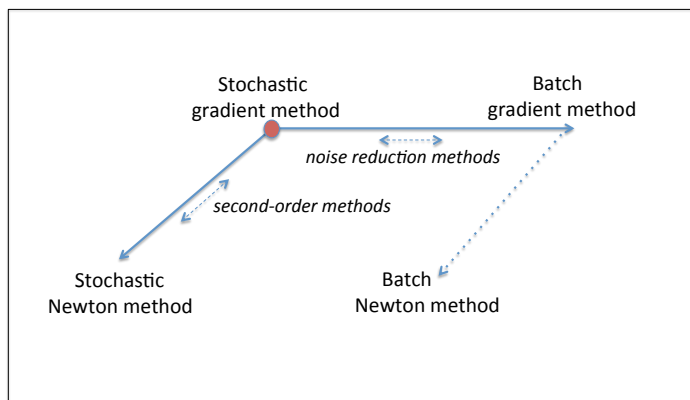 Stochastic
gradient method
Batch
gradient method
noise reduction methods
second-order methods
Stochastic
Newton method
Batch
Newton method